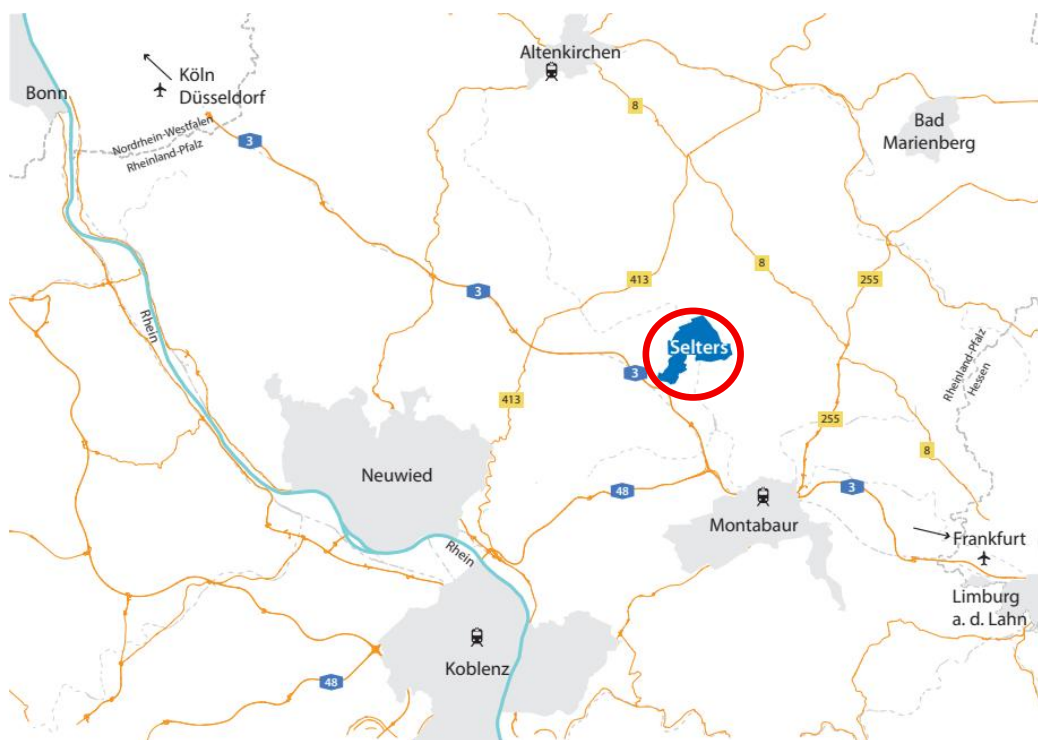 Altenkirchen
Köln
Düsseldorf
Bonn
8
Bad
Marienberg
Nordrhein-Westfalen
Rheinland-Pfalz
3
8
413
255
3
Rhein
Selters
Rheinland-Pfalz
Hessen
3
413
255
8
Neuwied
48
3
Montabaur
Frankfurt
Rhein
Limburg
a. d. Lahn
Koblenz
48